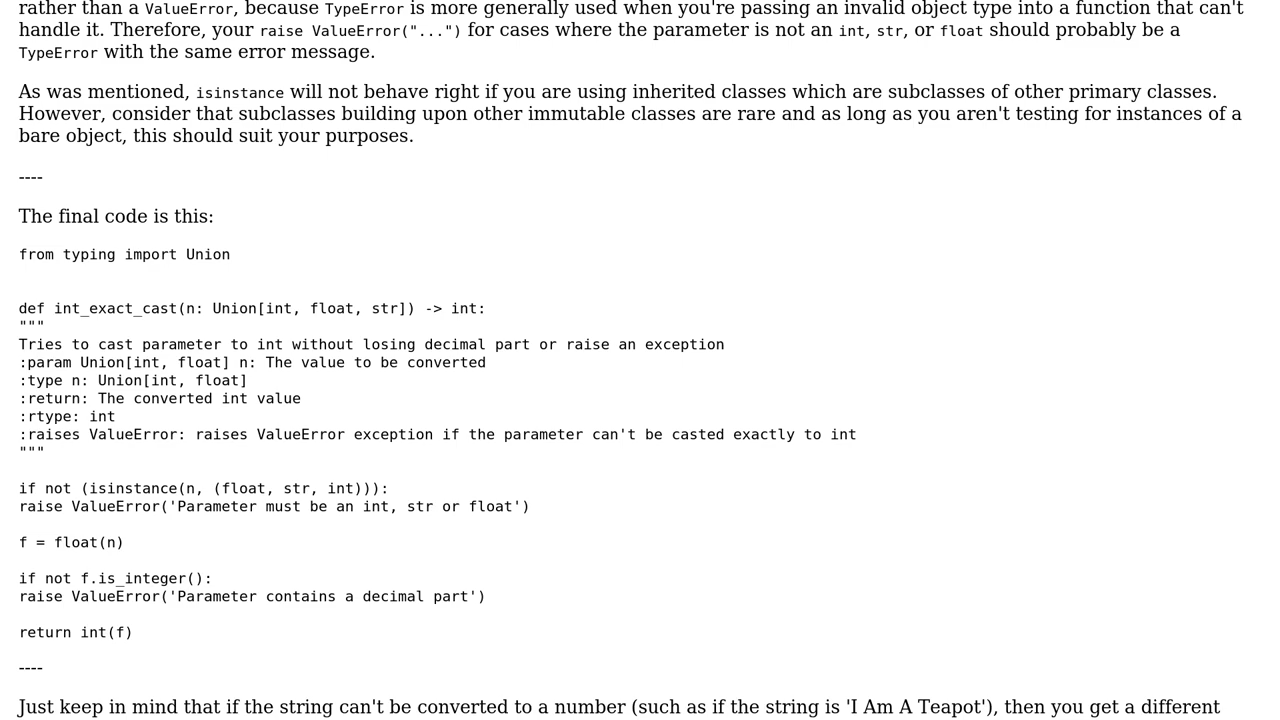 rather than a ValueError, because TypeError is more generally used when you're passing an invalid object type into a function that can't
handle it. Therefore, your raise ValueError("...") for cases where the parameter is not an int, str, or float should probably be a
TypeError with the same error message.
As was mentioned, isinstance will not behave right if you are using inherited classes which are subclasses of other primary classes.
However, consider that subclasses building upon other immutable classes are rare and as long as you aren't testing for instances of a
bare object, this should suit your purposes.
----
The final code is this:
from typing import Union
def int_exact_cast(n: Union[int, float, str]) -> int:
"""
Tries to cast parameter to int without losing decimal part or raise an exception
:param Union[int, float] n: The value to be converted
:type n: Union[int, float]
:return: The converted int value
:rtype: int
:raises ValueError: raises ValueError exception if the parameter can't be casted exactly to int
"""
if not (isinstance(n, (float, str, int))):
raise ValueError('Parameter must be an int, str or float')
f = float(n)
if not f.is_integer():
raise ValueError('Parameter contains a decimal part')
return int(f)
----
Just keep in mind that if the string can't be converted to a number (such as if the string is 'I Am A Teapot'), then you get a different